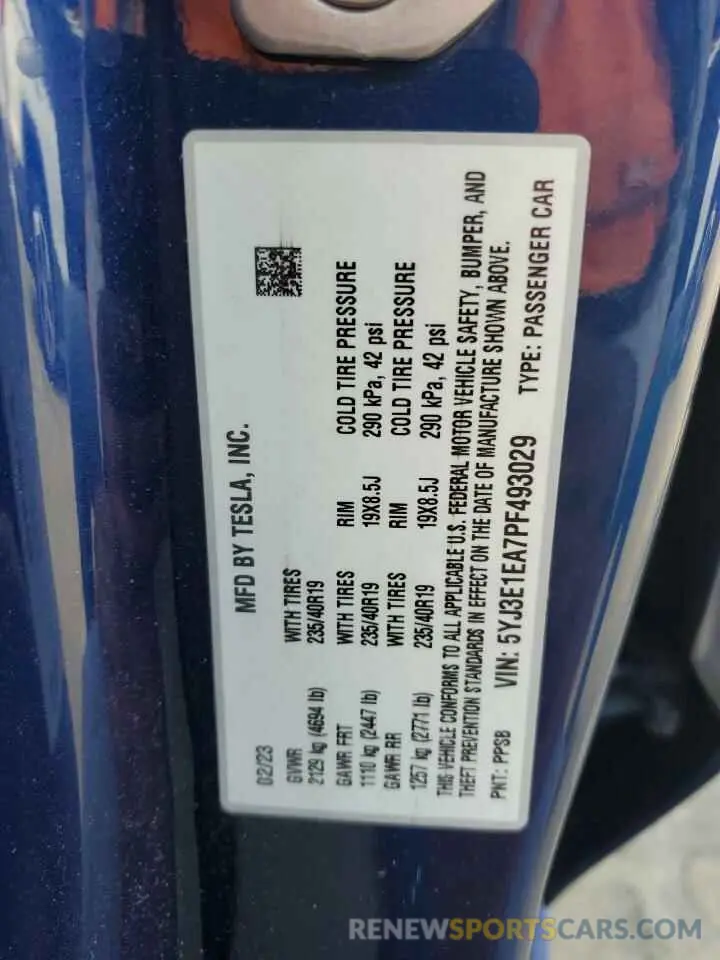 MFD BY TESLA, INC.
02/23
GVWR WITH TIRES RIM COLD TIRE PRESSURE
2129 kg (4694 lb) 235/40R19 19X8.5J 290 kPa, 42 psi
GAWR FRT WITH TIRES RIM COLD TIRE PRESSURE
1110 kg (2447 lb) 235/40R19 19X8.5J 290 kPa, 42 psi
GAWR RR WITH TIRES
1257 kg (2771 lb) 235/40R19
THIS VEHICLE CONFORMS TO ALL APPLICABLE U.S. FEDERAL MOTOR VEHICLE SAFETY, BUMPER, AND
THEFT PREVENTION STANDARDS IN EFFECT ON THE DATE OF MANUFACTURE SHOWN ABOVE.
PNT: PPSB VIN: 5YJ3E1EA7PF493029 TYPE: PASSENGER CAR
RENEWSPORTSCARS.COM